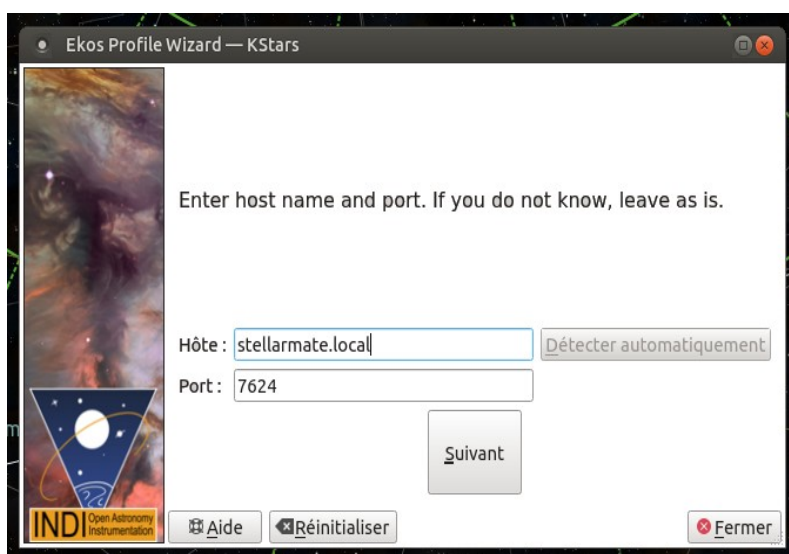 Ekos Profile Wizard — KStars
Enter host name and port. If you do not know, leave as is.
Hôte : stellarmate.local Détecter automatiquement
Port : 7624
Suivant
INDI Open Astronomy
Instrumentation
Aide Réinitialiser Fermer